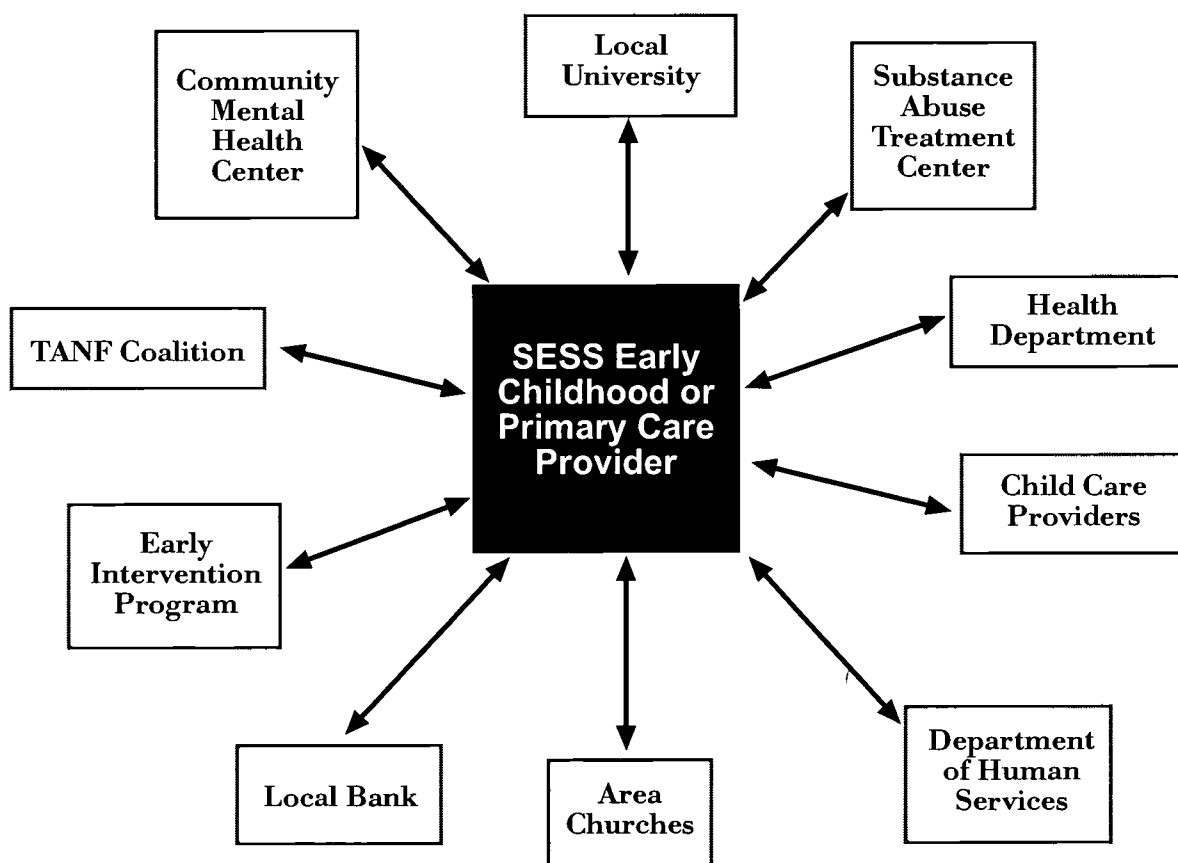 Local
University
Community
Mental
Health
Center
Substance
Abuse
Treatment
Center
Health
Department
TANF Coalition
SESS Early
Childhood or
Primary Care
Provider
Child Care
Providers
Early
Intervention
Program
Department
of Human
Services
Local Bank
Area
Churches